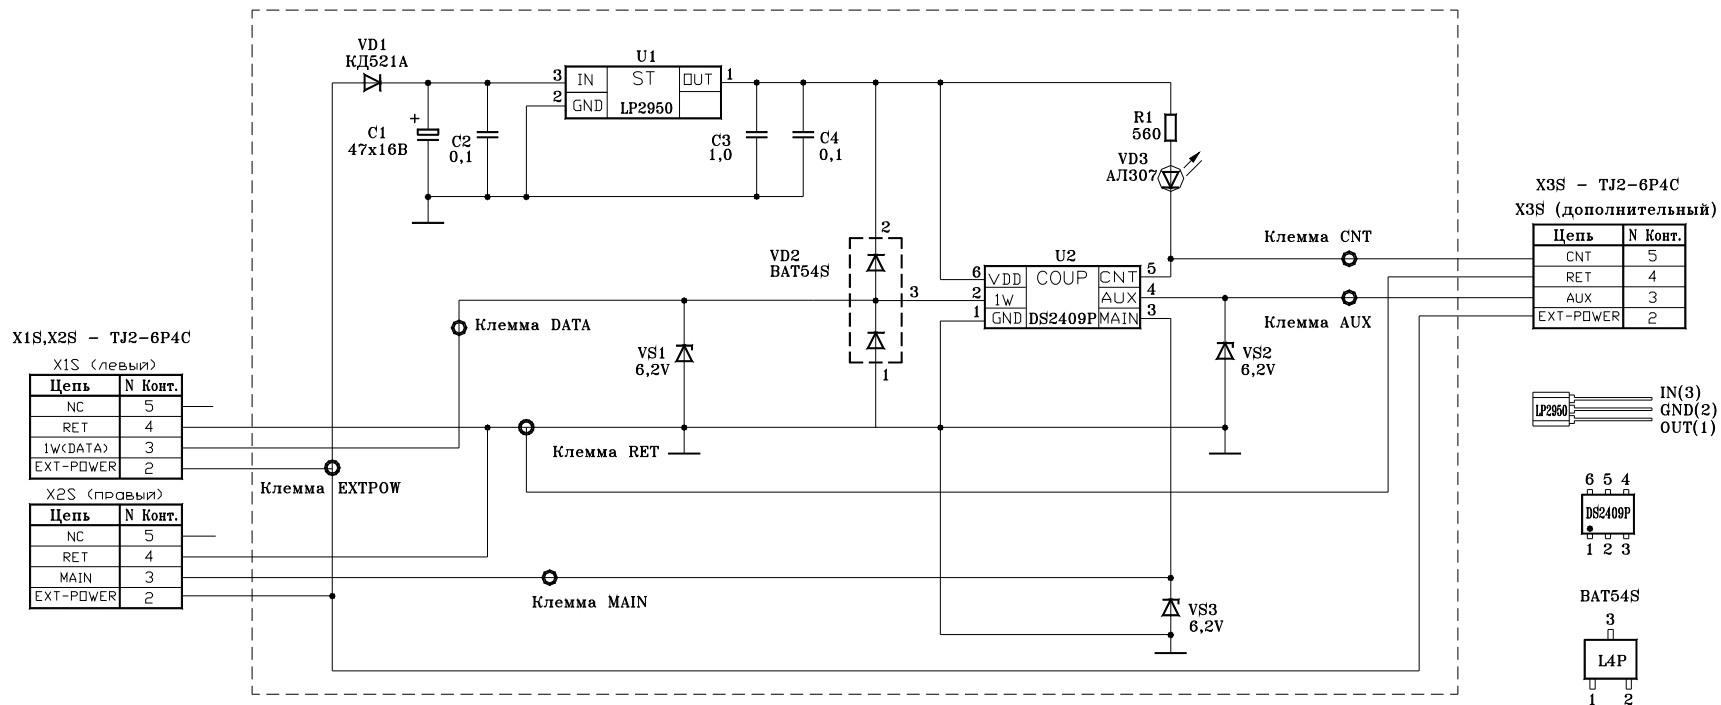 VD1
КД521А
C1
47x16В
C2
0,1
U1
3 IN ST OUT 1
2 GND LP2950
C3
1,0
C4
0,1
R1
560
VD3
АЛ307
VD2
BAT54S
2
3
1
U2
6 VDD COUP CNT 5
2 1W AUX 4
1 GND DS2409P MAIN 3
Клемма CNT
Клемма AUX
X3S - TJ2-6P4C
X3S (дополнительный)
Цепь N Конт.
CNT 5
RET 4
AUX 3
EXT-POWER 2
Клемма DATA
VS1
6,2V
VS2
6,2V
X1S,X2S - TJ2-6P4C
X1S (левый)
Цепь N Конт.
NC 5
RET 4
1W(DATA) 3
EXT-POWER 2
Клемма RET
Клемма EXTPOW
X2S (правый)
Цепь N Конт.
NC 5
RET 4
MAIN 3
EXT-POWER 2
Клемма MAIN
VS3
6,2V
LP2950
IN(3)
GND(2)
OUT(1)
6 5 4
DS2409P
1 2 3
BAT54S
3
L4P
1 2